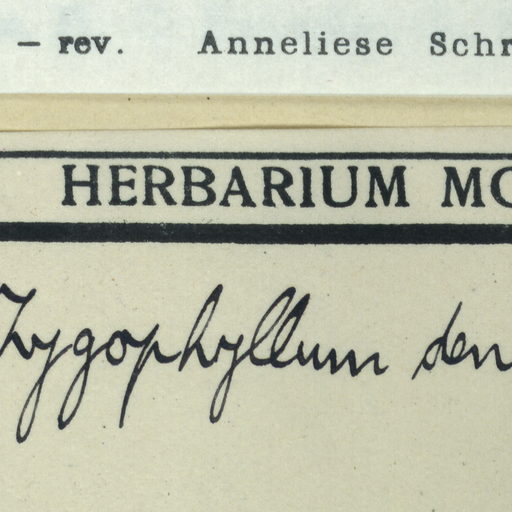 – rev. Anneliese Schr
HERBARIUM MO
Zygophyllum den